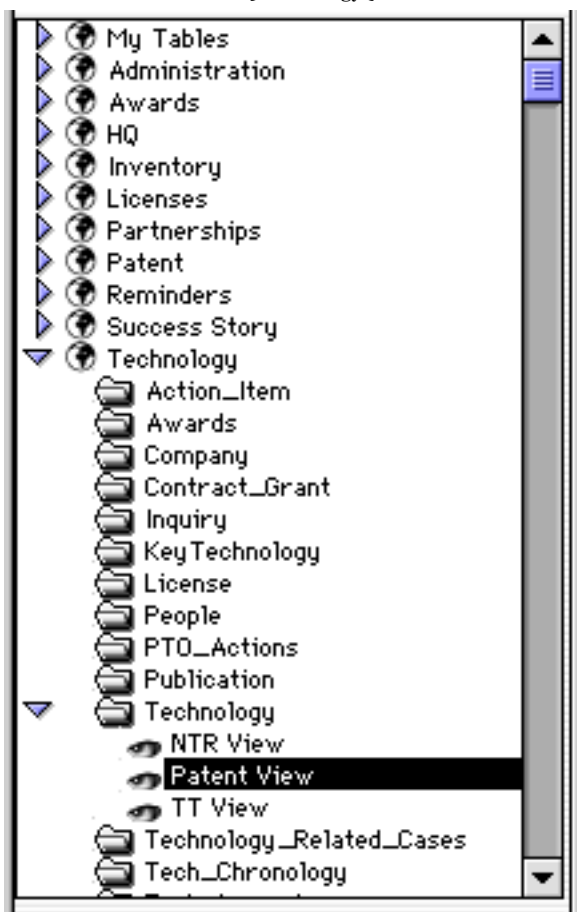 My Tables
Administration
Awards
HQ
Inventory
Licenses
Partnerships
Patent
Reminders
Success Story
Technology
Action_Item
Awards
Company
Contract_Grant
Inquiry
KeyTechnology
License
People
PTO_Actions
Publication
Technology
NTR View
Patent View
TT View
Technology_Related_Cases
Tech_Chronology